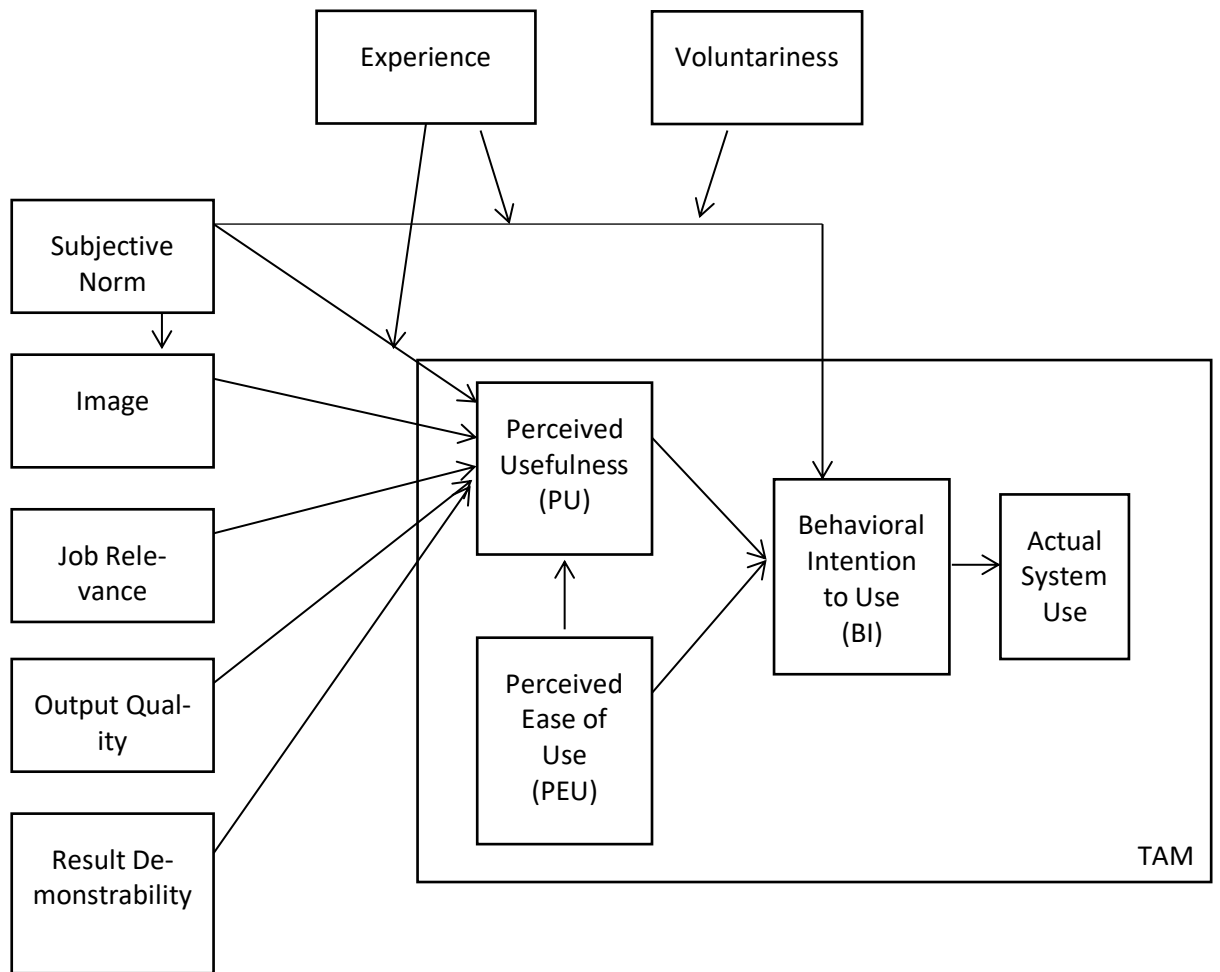 Experience
Voluntariness
Subjective
Norm
Image
Perceived
Usefulness
(PU)
Behavioral
Intention
to Use
(BI)
Actual
System
Use
Job Rele-
vance
Perceived
Ease of
Use
(PEU)
Output Qual-
ity
Result De-
monstrability
TAM